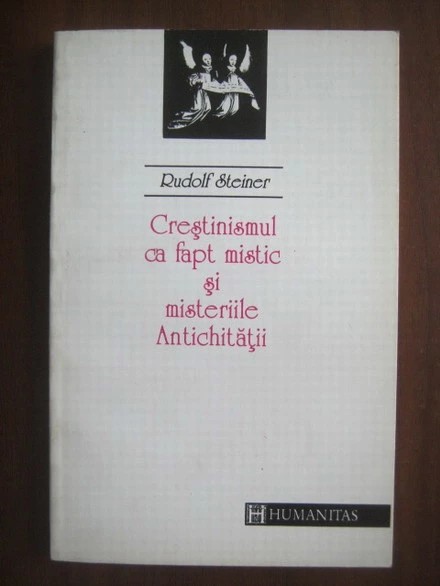 Rudolf Steiner
Creştinismul
ca fapt mistic
şi
misteriile
Antichităţii
HUMANITAS